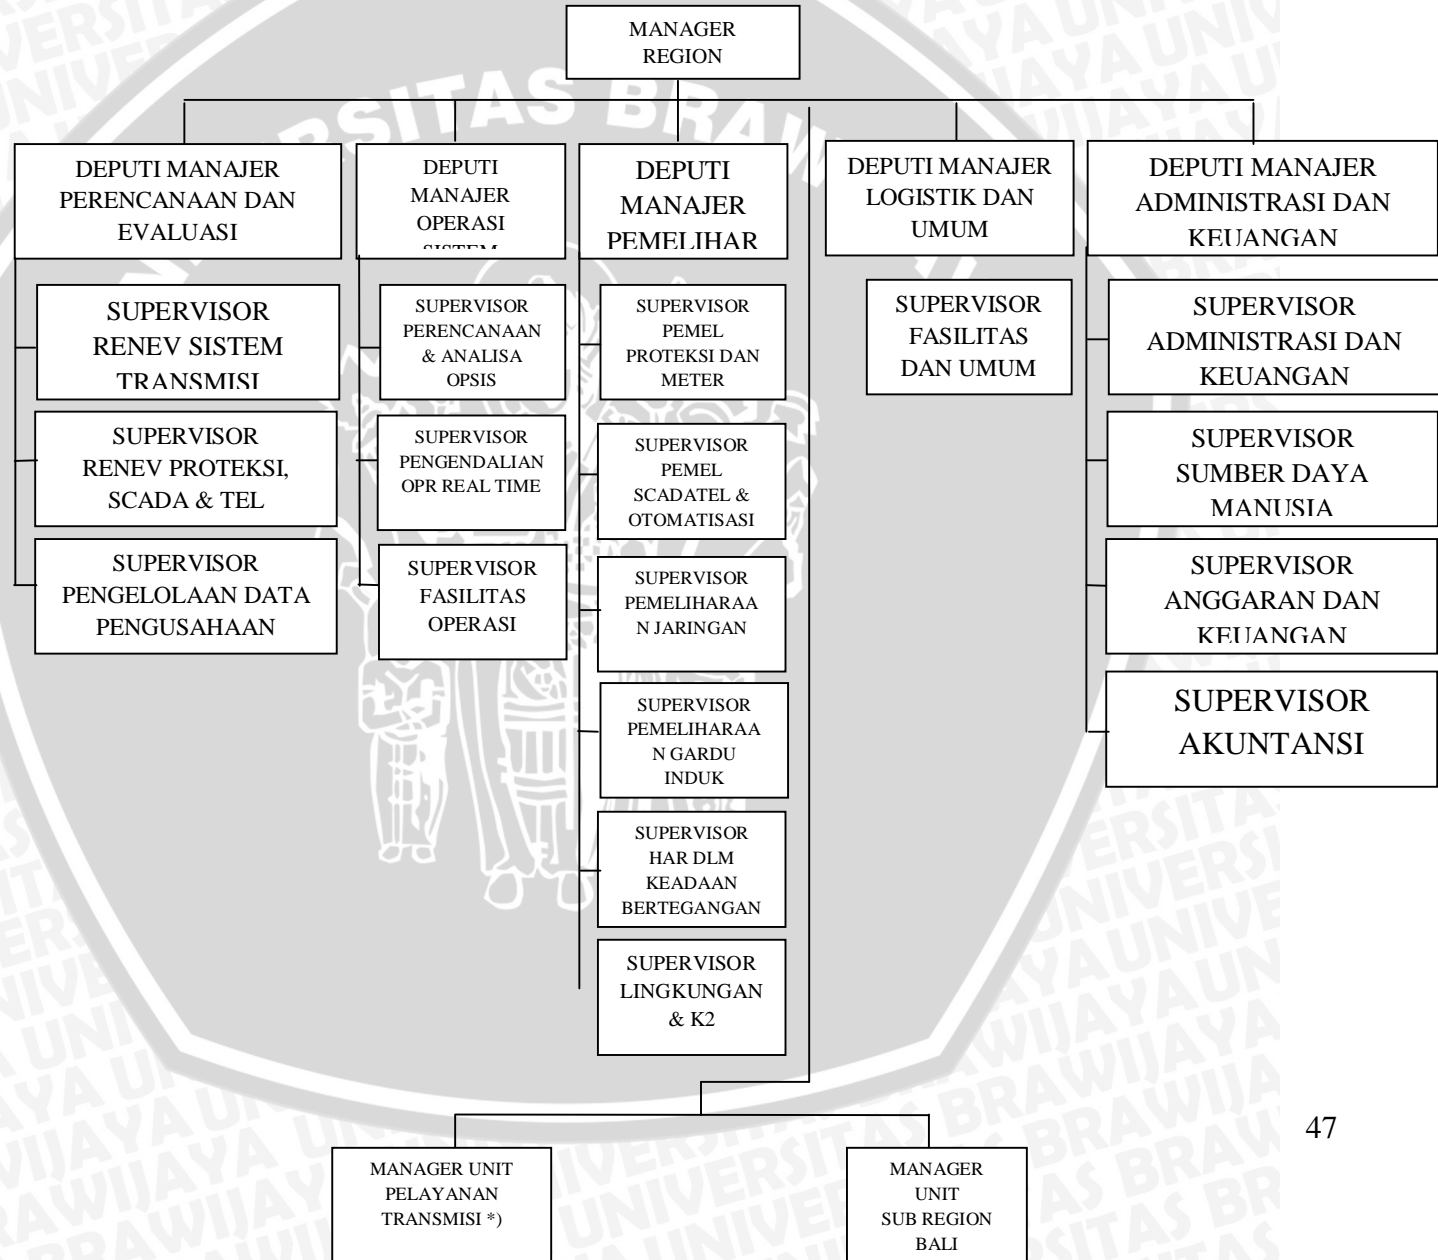 MANAGER
REGION
DEPUTI MANAJER
PERENCANAAN DAN
EVALUASI
DEPUTI
MANAJER
OPERASI
SISTEM
DEPUTI
MANAJER
PEMELIHAR
DEPUTI MANAJER
LOGISTIK DAN
UMUM
DEPUTI MANAJER
ADMINISTRASI DAN
KEUANGAN
SUPERVISOR
RENEV SISTEM
TRANSMISI
SUPERVISOR
RENEV PROTEKSI,
SCADA & TEL
SUPERVISOR
PENGELOLAAN DATA
PENGUSAHAAN
SUPERVISOR
PERENCANAAN
& ANALISA
OPSIS
SUPERVISOR
PENGENDALIAN
OPR REAL TIME
SUPERVISOR
FASILITAS
OPERASI
SUPERVISOR
PEMEL
PROTEKSI DAN
METER
SUPERVISOR
PEMEL
SCADATEL &
OTOMATISASI
SUPERVISOR
PEMELIHARAA
N JARINGAN
SUPERVISOR
PEMELIHARAA
N GARDU
INDUK
SUPERVISOR
HAR DLM
KEADAAN
BERTEGANGAN
SUPERVISOR
LINGKUNGAN
& K2
SUPERVISOR
FASILITAS
DAN UMUM
SUPERVISOR
ADMINISTRASI DAN
KEUANGAN
SUPERVISOR
SUMBER DAYA
MANUSIA
SUPERVISOR
ANGGARAN DAN
KEUANGAN
SUPERVISOR
AKUNTANSI
MANAGER UNIT
PELAYANAN
TRANSMISI *)
MANAGER
UNIT
SUB REGION
BALI
47